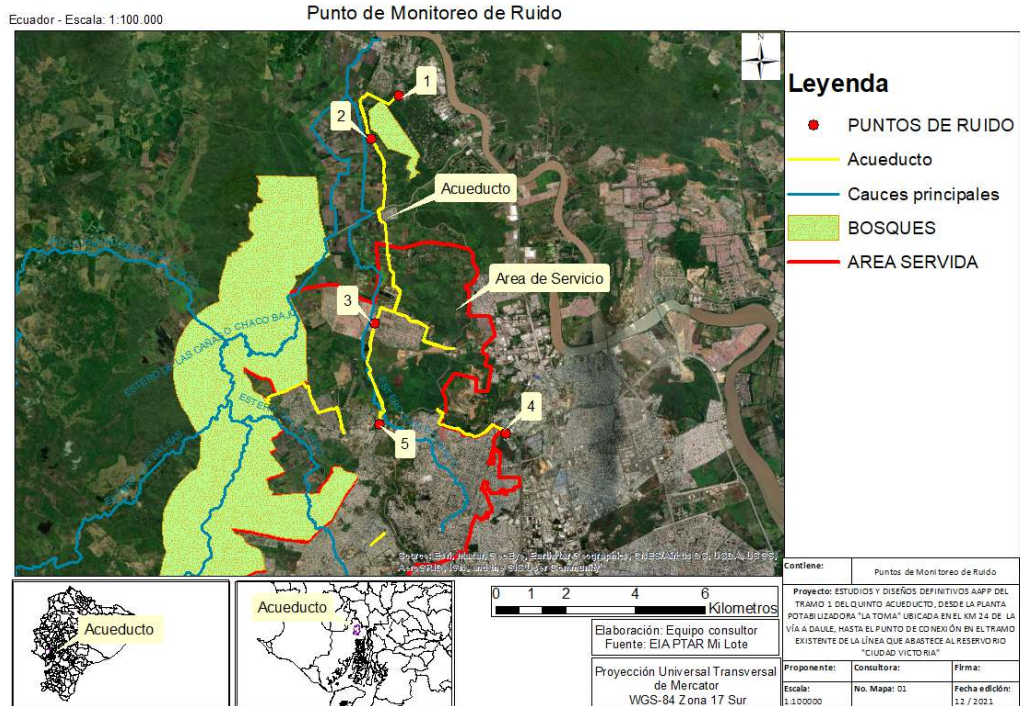 Ecuador - Escala: 1:100.000
Punto de Monitoreo de Ruido
N
1
2
Acueducto
Area de Servicio
3
4
5
ESTERO DE LAS CAÑAS O CHACO BAJO
Leyenda
PUNTOS DE RUIDO
Acueducto
Cauces principales
BOSQUES
AREA SERVIDA
Acueducto
Acueducto
0 1 2 4 6
Kilometros
Elaboración: Equipo consultor
Fuente: EIA PTAR Mi Lote
Proyección Universal Transversal
de Mercator
WGS-84 Zona 17 Sur
Contiene:
Puntos de Monitoreo de Ruido
Proyecto: ESTUDIOS Y DISEÑOS DEFINITIVOS AAPP DEL
TRAMO 1 DEL QUINTO ACUEDUCTO, DESDE LA PLANTA
POTABILIZADORA "LA TOMA" UBICADA EN EL KM 24 DE LA
VÍA A DAULE, HASTA EL PUNTO DE CONEXIÓN EN EL TRAMO
EXISTENTE DE LA LÍNEA QUE ABASTECE AL RESERVORIO
"CIUDAD VICTORIA"
Proponente:
Consultora:
Firma:
Escala:
1:100000
No. Mapa: 01
Fecha edición:
12 / 2021